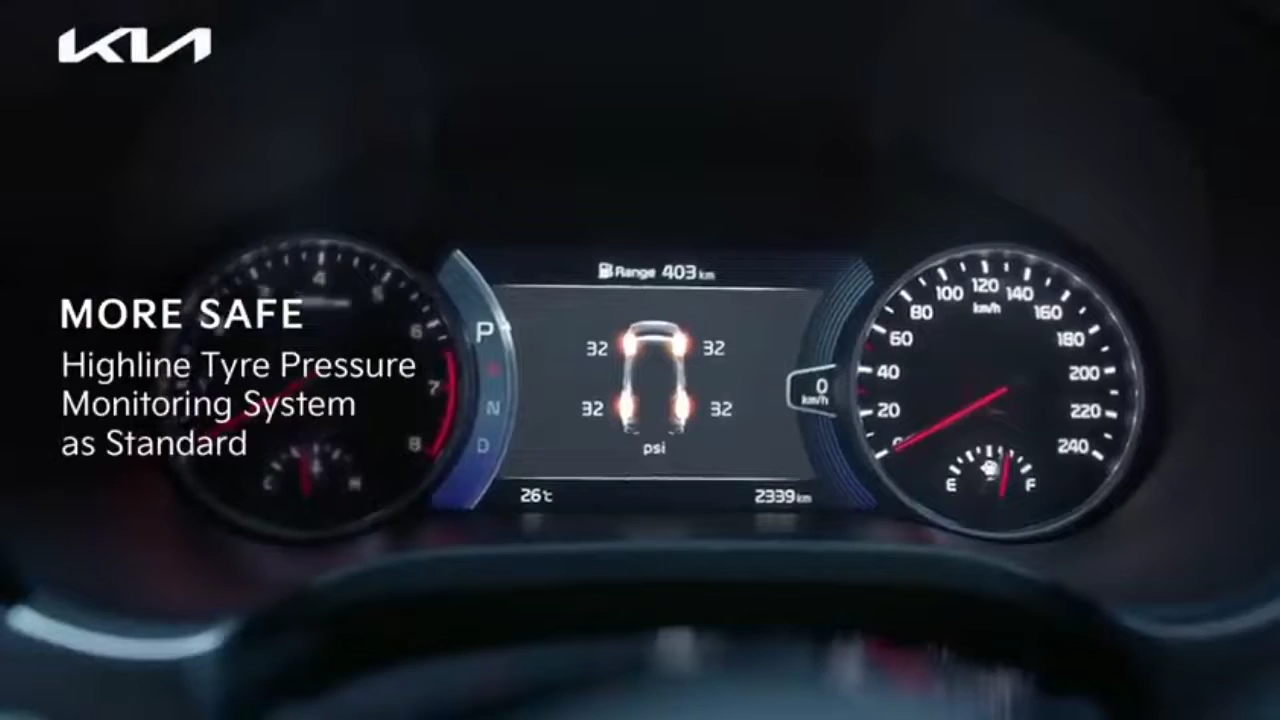 KIA
MORE SAFE
Highline Tyre Pressure
Monitoring System
as Standard
4
6
7
8
C
H
P
N
D
Range 403 km
32
32
32
32
psi
26℃
2339 km
0
km/h
0
20
40
60
80
100
120
140
160
180
200
220
240
km/h
E
F